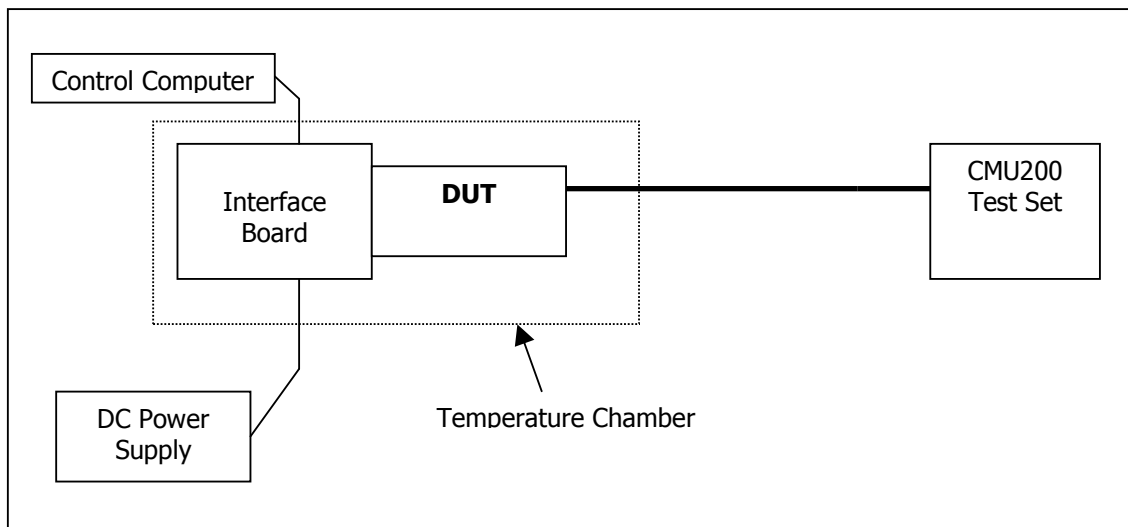 Control Computer
Interface
Board
DUT
CMU200
Test Set
DC Power
Supply
Temperature Chamber